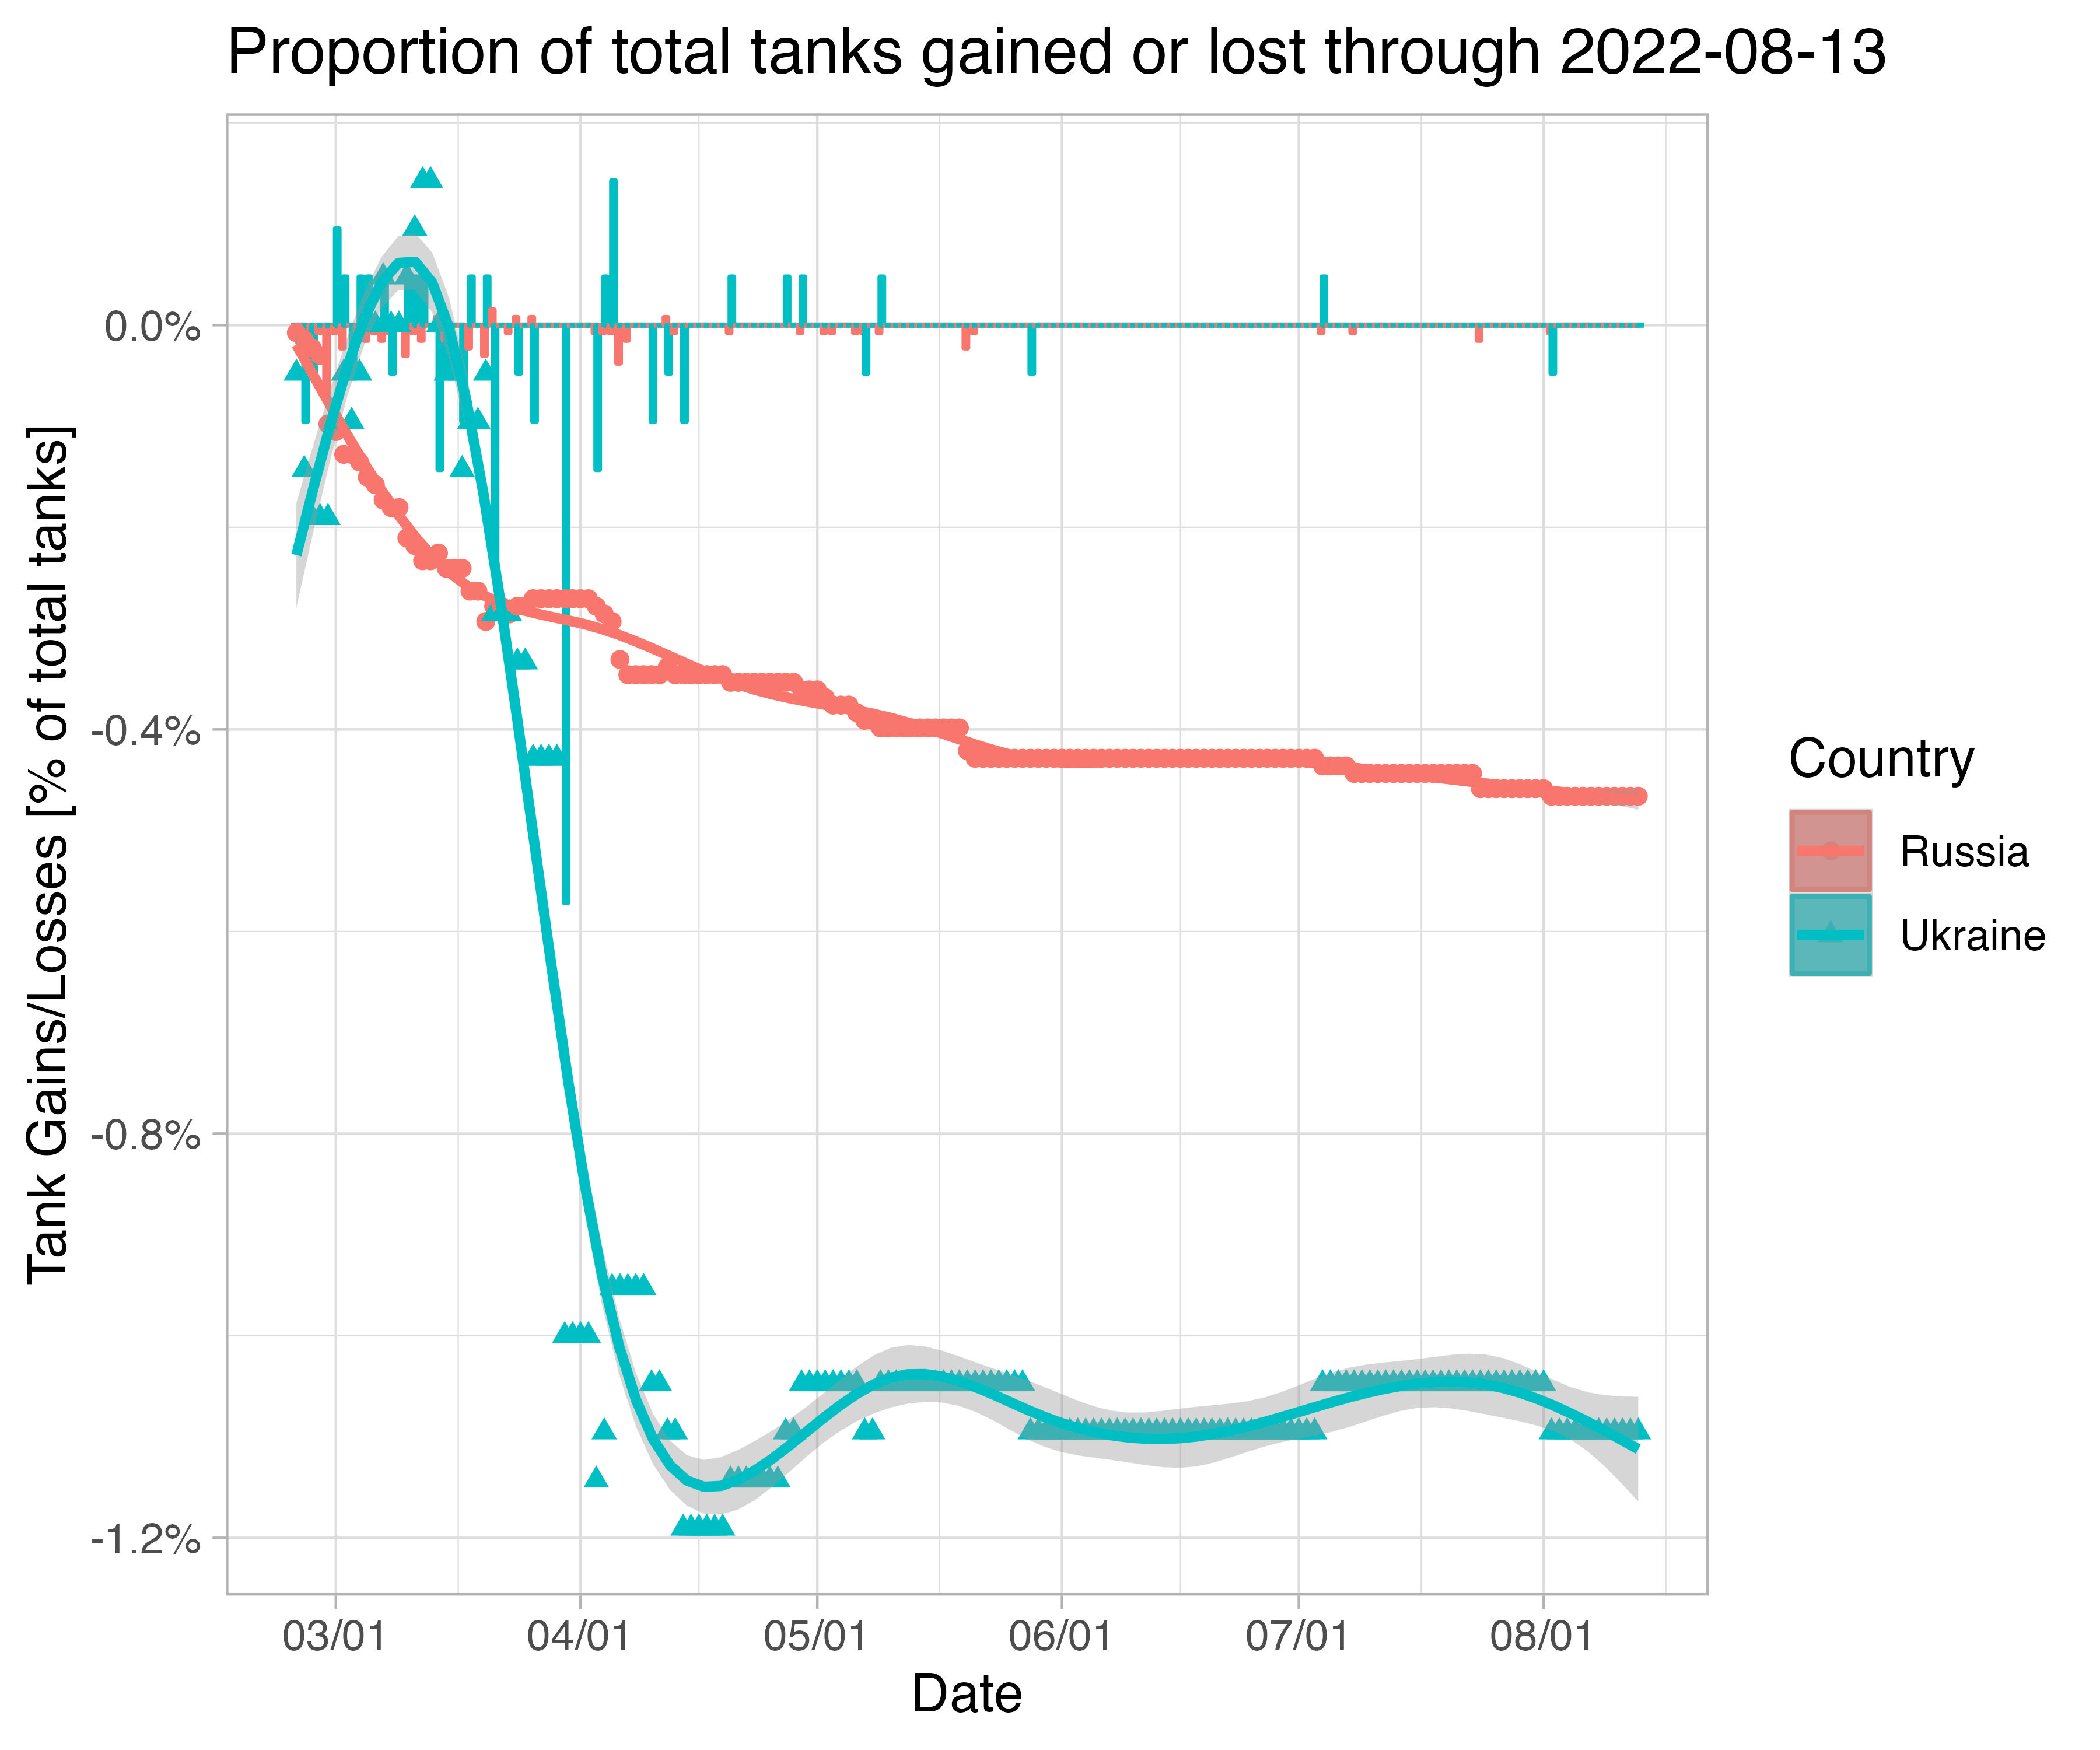 Proportion of total tanks gained or lost through 2022-08-13
Tank Gains/Losses [% of total tanks]
0.0%
-0.4%
-0.8%
-1.2%
03/01 04/01 05/01 06/01 07/01 08/01
Date
Country
Russia
Ukraine